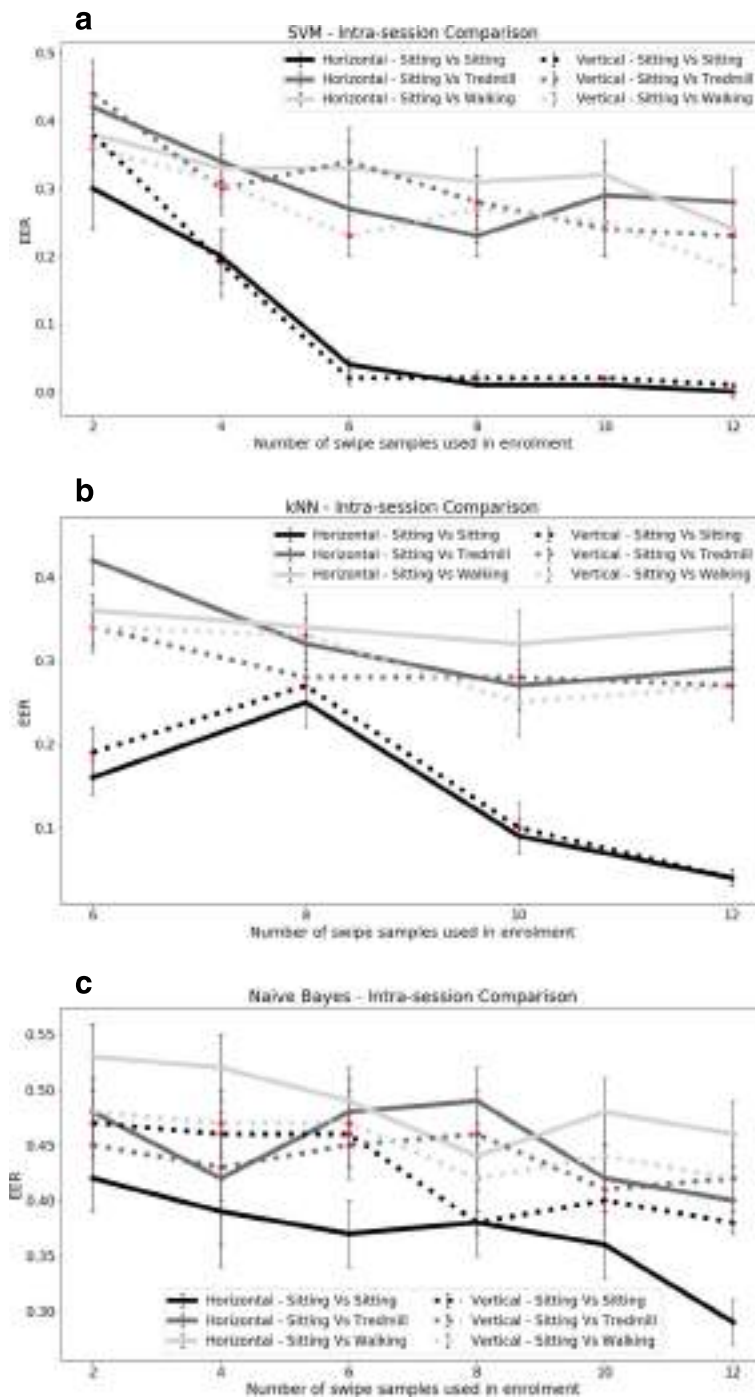 a
SVM - Intra-session Comparison
Horizontal - Sitting Vs Sitting
Horizontal - Sitting Vs Tredmill
Horizontal - Sitting Vs Walking
Vertical - Sitting Vs Sitting
Vertical - Sitting Vs Tredmill
Vertical - Sitting Vs Walking
0.5
0.4
0.3
0.2
0.1
0.0
EER
2 4 6 8 10 12
Number of swipe samples used in enrolment
b
kNN - Intra-session Comparison
Horizontal - Sitting Vs Sitting
Horizontal - Sitting Vs Tredmill
Horizontal - Sitting Vs Walking
Vertical - Sitting Vs Sitting
Vertical - Sitting Vs Tredmill
Vertical - Sitting Vs Walking
0.4
0.3
0.2
0.1
EER
6 8 10 12
Number of swipe samples used in enrolment
c
Naive Bayes - Intra-session Comparison
0.55
0.50
0.45
0.40
0.35
0.30
EER
Horizontal - Sitting Vs Sitting
Horizontal - Sitting Vs Tredmill
Horizontal - Sitting Vs Walking
Vertical - Sitting Vs Sitting
Vertical - Sitting Vs Tredmill
Vertical - Sitting Vs Walking
2 4 6 8 10 12
Number of swipe samples used in enrolment